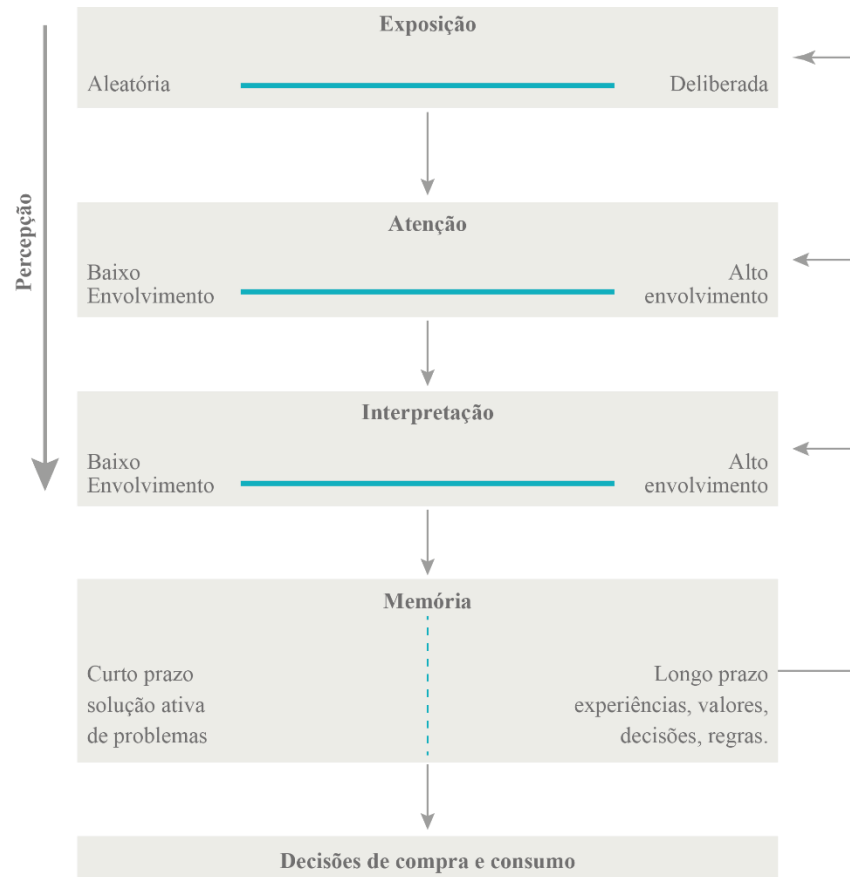 Exposição
Aleatória
Deliberada
Percepção
Atenção
Baixo
Envolvimento
Alto
envolvimento
Interpretação
Baixo
Envolvimento
Alto
envolvimento
Memória
Curto prazo
solução ativa
de problemas
Longo prazo
experiências, valores,
decisões, regras.
Decisões de compra e consumo